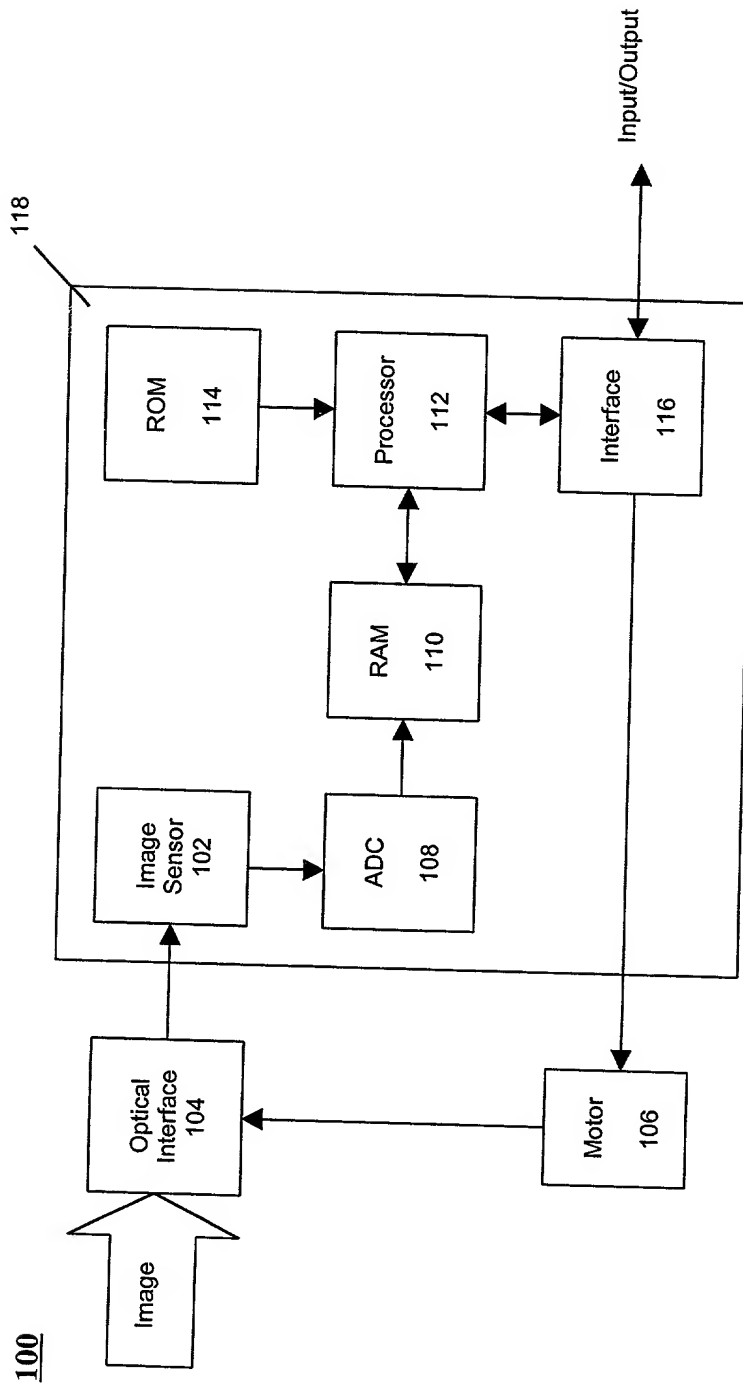 100
118
Image
Optical
Interface
104
Image
Sensor
102
ROM
114
ADC
108
RAM
110
Processor
112
Motor
106
Interface
116
Input/Output